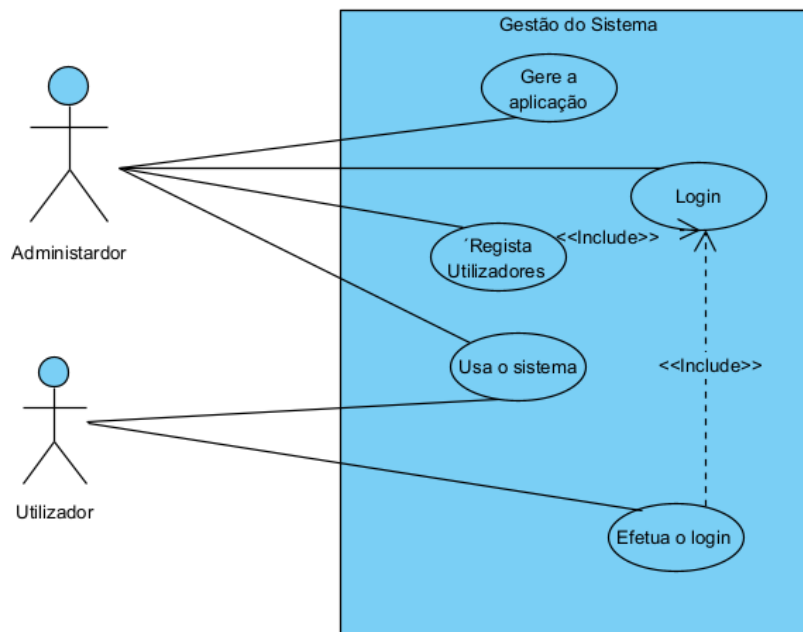 Gestão do Sistema
Gere a
aplicação
Login
<<Include>>
´Regista
Utilizadores
Administardor
Usa o sistema
<<Include>>
Utilizador
Efetua o login